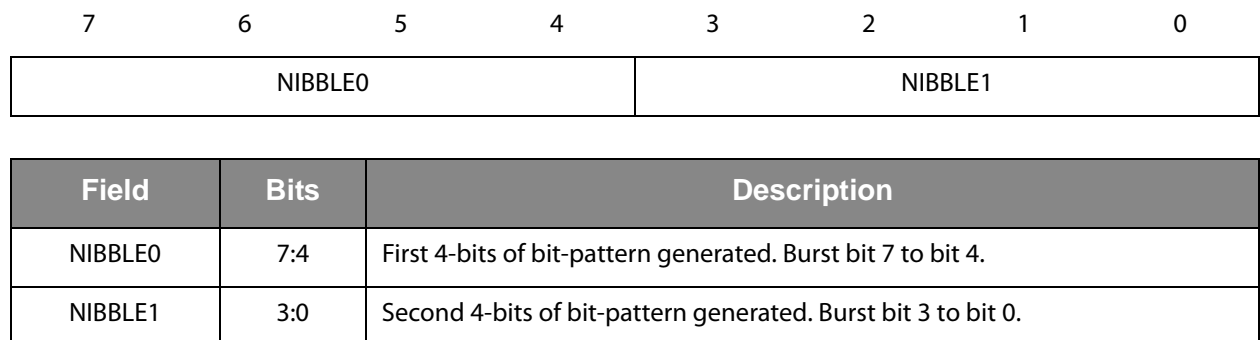 7 6 5 4 3 2 1 0
NIBBLE0 NIBBLE1
Field Bits Description
NIBBLE0 7:4 First 4-bits of bit-pattern generated. Burst bit 7 to bit 4.
NIBBLE1 3:0 Second 4-bits of bit-pattern generated. Burst bit 3 to bit 0.